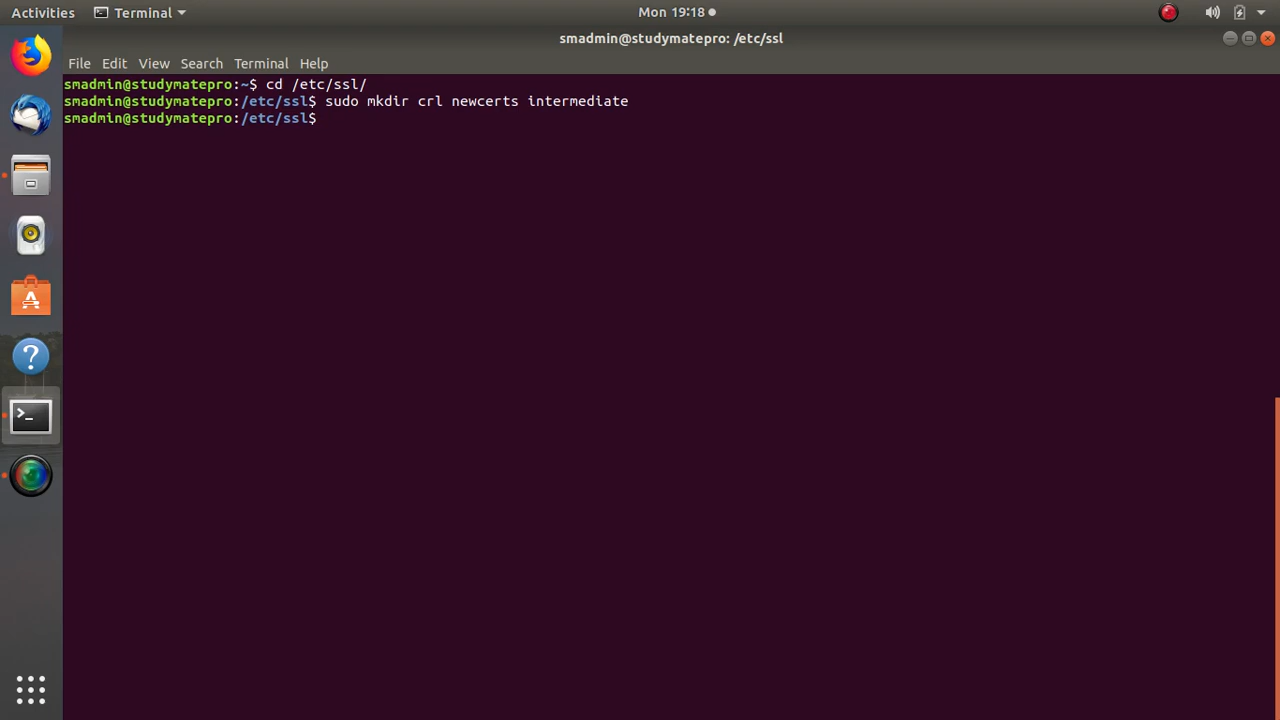 Activities Terminal Mon 19:18
smadmin@studymatepro: /etc/ssl
File Edit View Search Terminal Help
smadmin@studymatepro:~$ cd /etc/ssl/
smadmin@studymatepro:/etc/ssl$ sudo mkdir crl newcerts intermediate
smadmin@studymatepro:/etc/ssl$